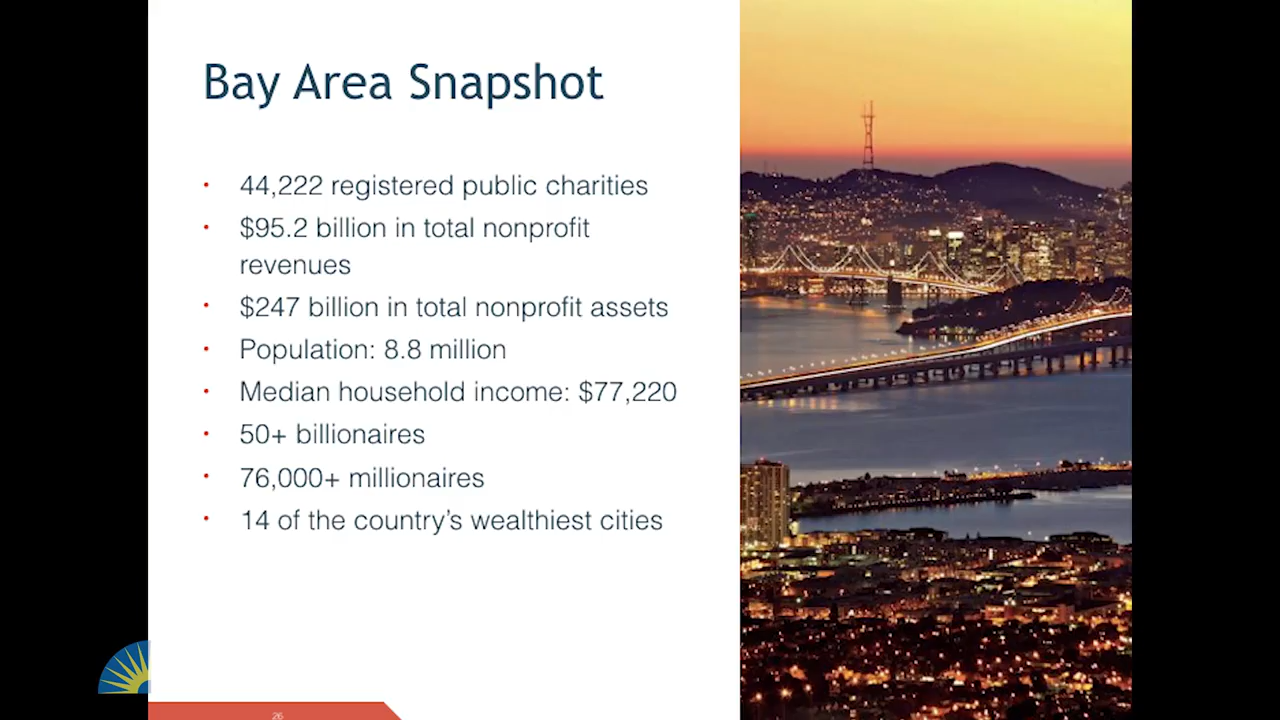 Bay Area Snapshot
• 44,222 registered public charities
• $95.2 billion in total nonprofit
revenues
• $247 billion in total nonprofit assets
• Population: 8.8 million
• Median household income: $77,220
• 50+ billionaires
• 76,000+ millionaires
• 14 of the country’s wealthiest cities
26